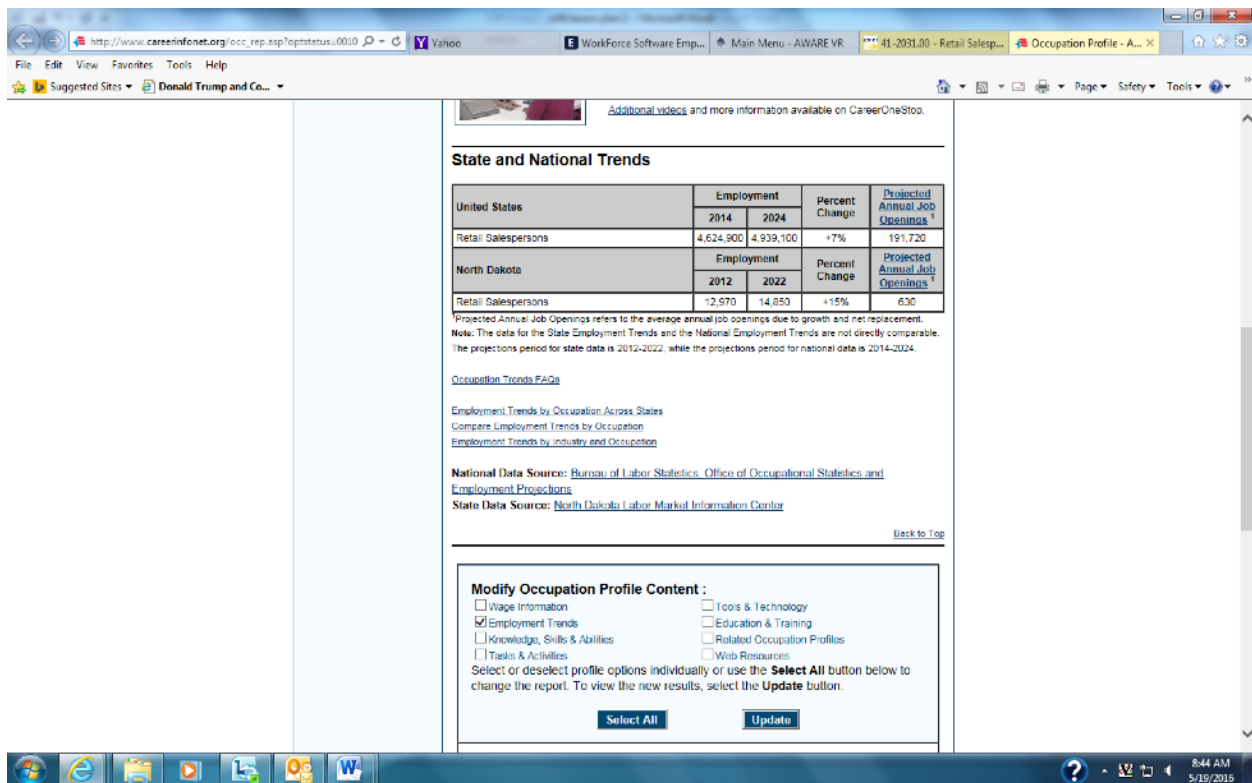 http://www.careerinfonet.org/occ_rep.asp?optstatus=0010
Yahoo
WorkForce Software Emp...
Main Menu - AWARE VR
41-2031.00 - Retail Salesp...
Occupation Profile - A...
File Edit View Favorites Tools Help
Suggested Sites
Donald Trump and Co...
Page Safety Tools
Additional videos and more information available on CareerOneStop.
State and National Trends
United States Employment Percent Change Projected Annual Job Openings 1
2014 2024
Retail Salespersons 4,624,900 4,939,100 +7% 191,720
North Dakota Employment Percent Change Projected Annual Job Openings 1
2012 2022
Retail Salespersons 12,970 14,850 +15% 630
1Projected Annual Job Openings refers to the average annual job openings due to growth and net replacement.
Note: The data for the State Employment Trends and the National Employment Trends are not directly comparable.
The projections period for state data is 2012-2022, while the projections period for national data is 2014-2024.
Occupation Trends FAQs
Employment Trends by Occupation Across States
Compare Employment Trends by Occupation
Employment Trends by Industry and Occupation
National Data Source: Bureau of Labor Statistics, Office of Occupational Statistics and
Employment Projections
State Data Source: North Dakota Labor Market Information Center
Back to Top
Modify Occupation Profile Content :
Wage Information
Tools & Technology
Employment Trends
Education & Training
Knowledge, Skills & Abilities
Related Occupation Profiles
Tasks & Activities
Web Resources
Select or deselect profile options individually or use the Select All button below to
change the report. To view the new results, select the Update button.
Select All
Update
8:44 AM
5/19/2016